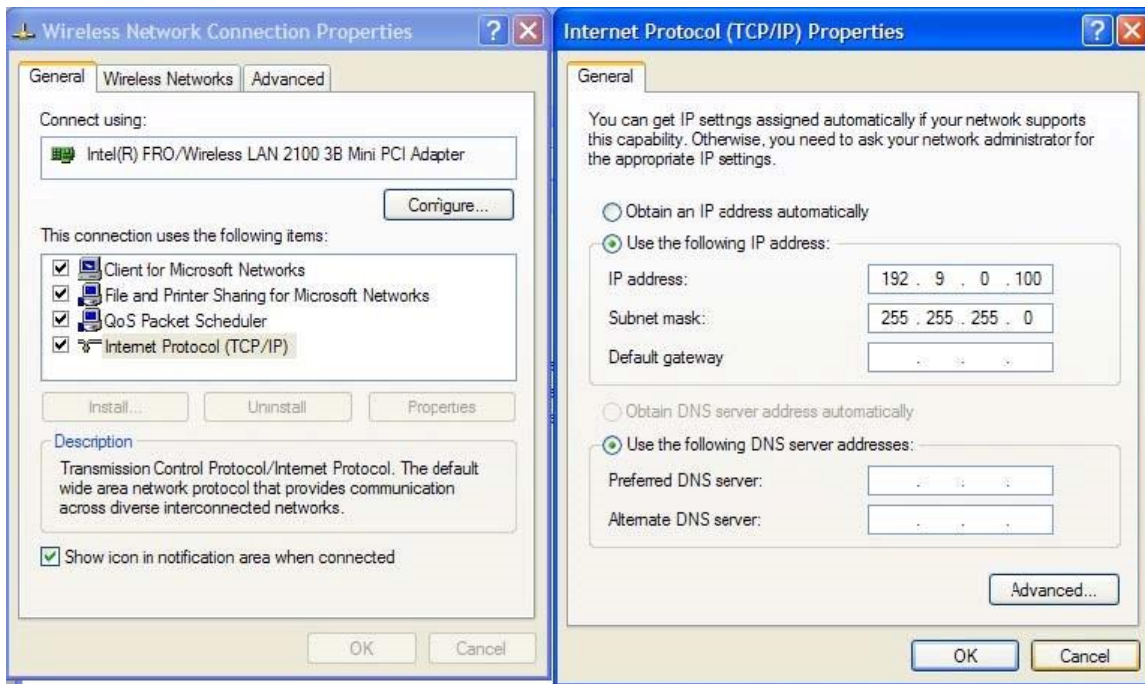 Wireless Network Connection Properties
General
Wireless Networks
Advanced
Connect using:
Intel(R) FRO/Wireless LAN 2100 3B Mini PCI Adapter
Configure...
This connection uses the following items:
Client for Microsoft Networks
File and Printer Sharing for Microsoft Networks
QoS Packet Scheduler
Internet Protocol (TCP/IP)
Install...
Uninstall
Properties
Description
Transmission Control Protocol/Internet Protocol. The default
wide area network protocol that provides communication
across diverse interconnected networks.
Show icon in notification area when connected
OK
Cancel
Internet Protocol (TCP/IP) Properties
General
You can get IP settngs assigned automatically if your network supports
this capability. Otherwise, you need to ask your network administrator for
the appropriate IP settings.
Obtain an IP address automatically
Use the following IP address:
IP address:
192 . 9 . 0 . 100
Subnet mask:
255 . 255 . 255 . 0
Default gateway
Obtain DNS server address automatically
Use the following DNS server addresses:
Preferred DNS server:
Alternate DNS server:
Advanced...
OK
Cancel